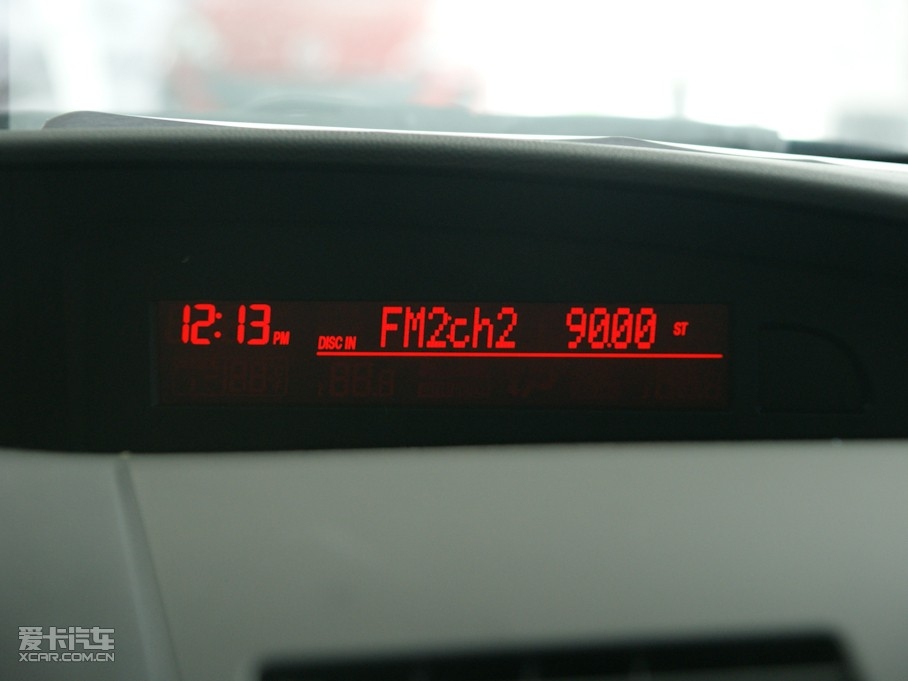 12:13 PM DISC IN FM2ch2 90.00 ST
爱卡汽车
XCAR.COM.CN